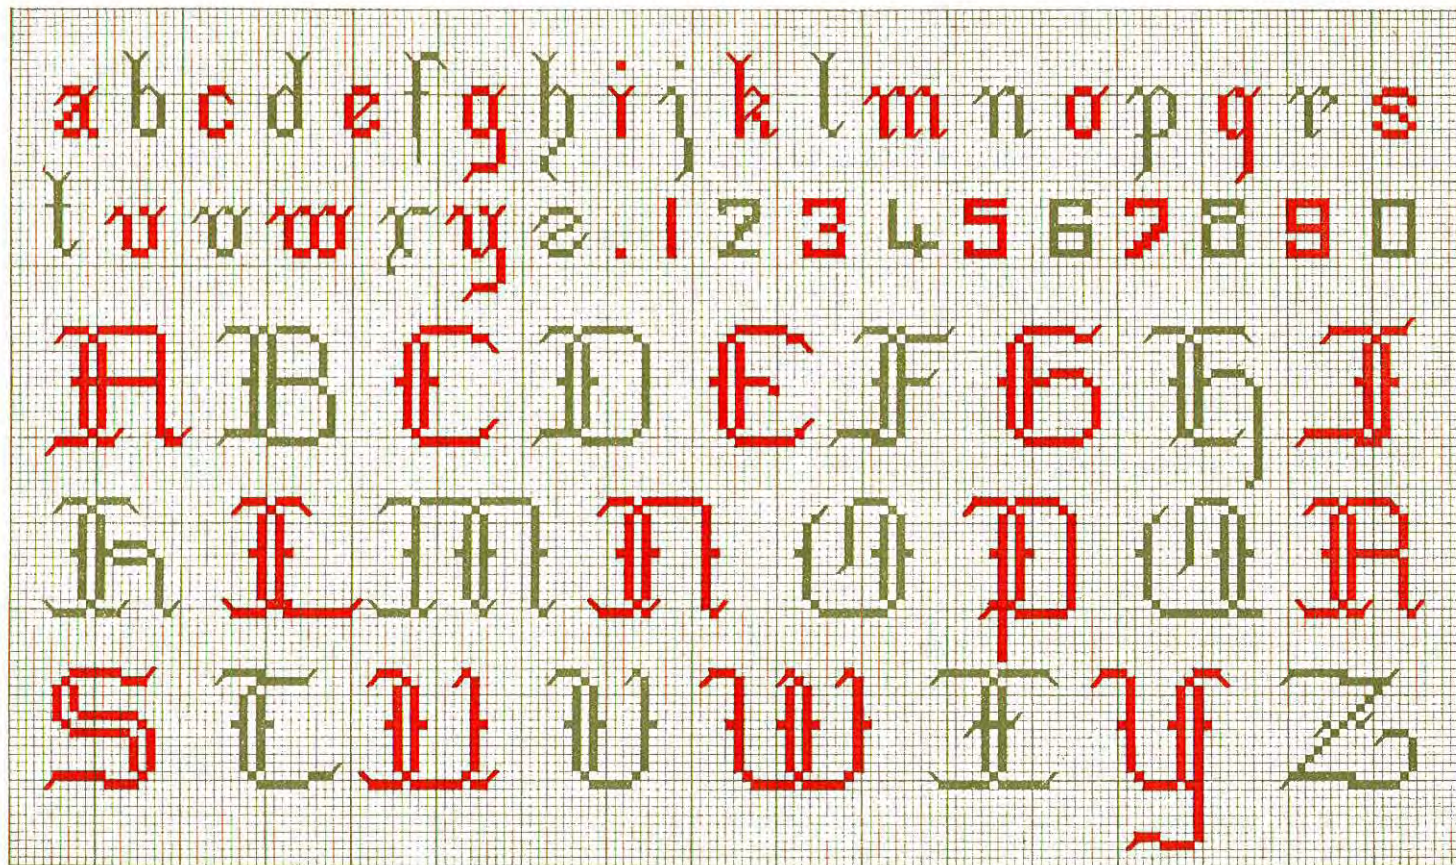 a b c d e f g h i j k l m n o p q r s
t u v w x y z . 1 2 3 4 5 6 7 8 9 0
A B C D E F G H I
K L M N O P Q R
S T U V W X Y Z